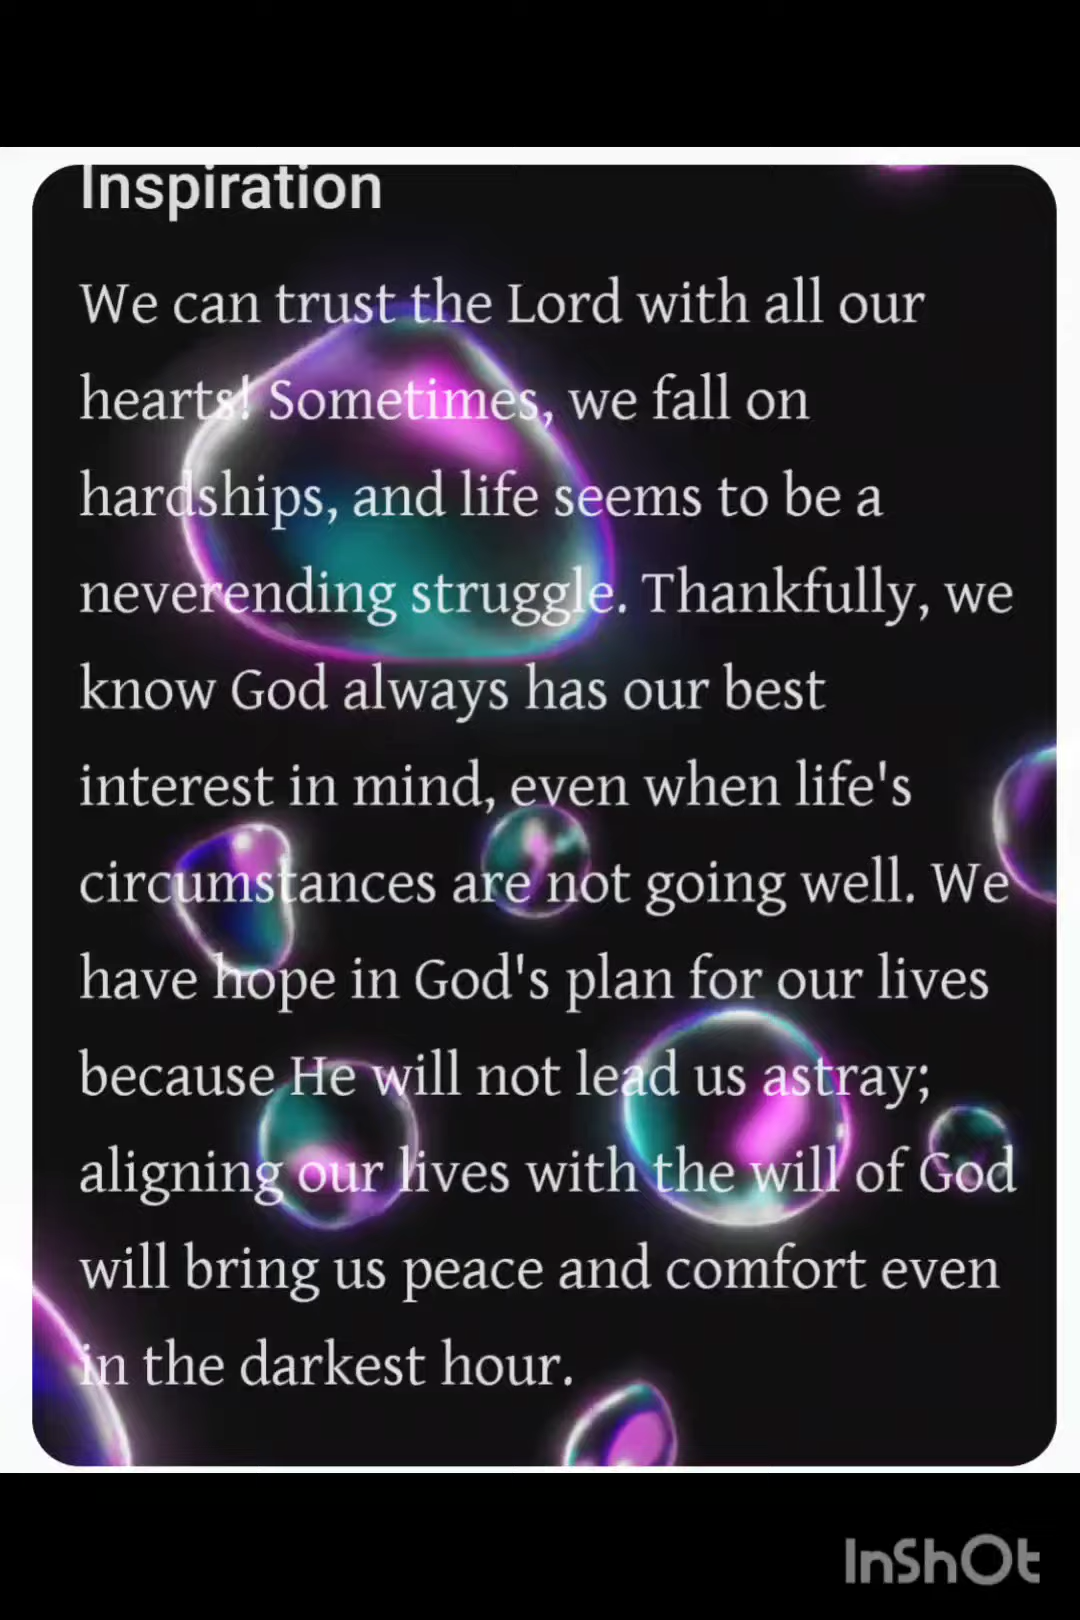 Inspiration
We can trust the Lord with all our
hearts! Sometimes, we fall on
hardships, and life seems to be a
neverending struggle. Thankfully, we
know God always has our best
interest in mind, even when life's
circumstances are not going well. We
have hope in God's plan for our lives
because He will not lead us astray;
aligning our lives with the will of God
will bring us peace and comfort even
in the darkest hour.
InShOt